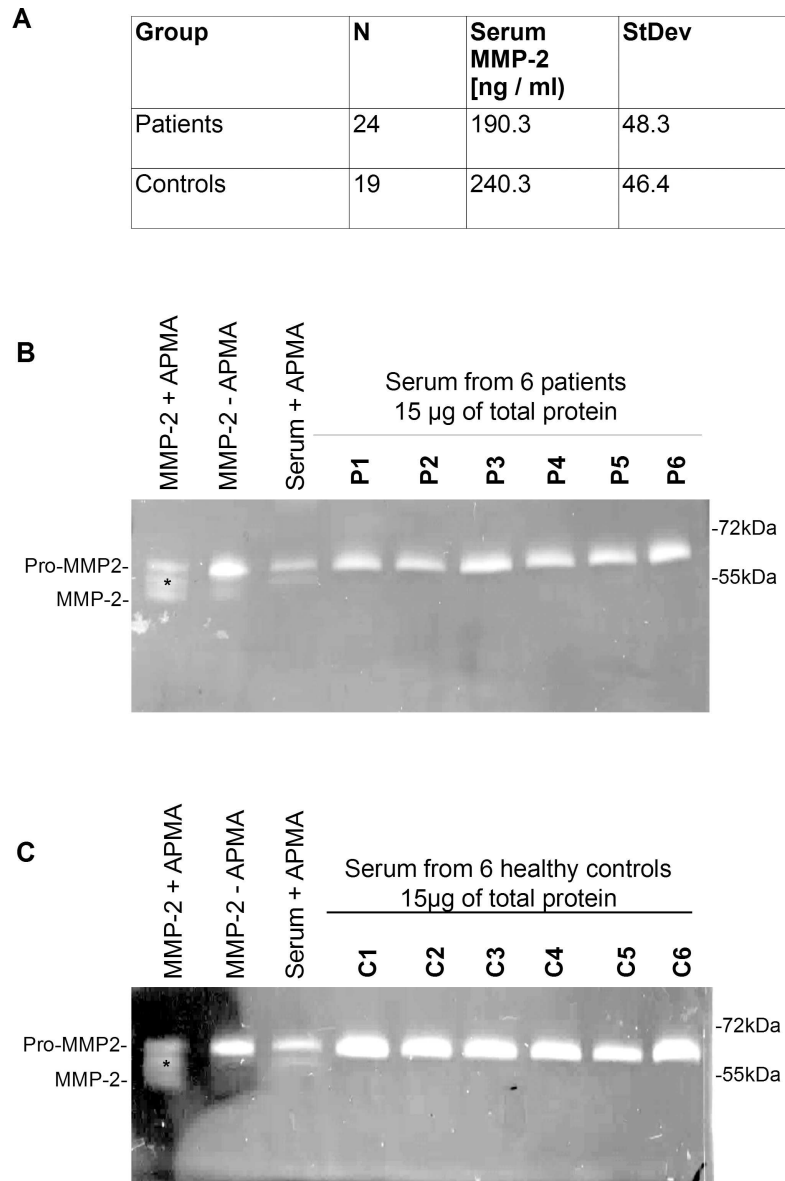 A
Group N Serum MMP-2 [ng / ml) StDev
Patients 24 190.3 48.3
Controls 19 240.3 46.4
B
MMP-2 + APMA
MMP-2 - APMA
Serum + APMA
Serum from 6 patients
15 µg of total protein
P1 P2 P3 P4 P5 P6
-72kDa
Pro-MMP2-
-55kDa
*
MMP-2-
C
MMP-2 + APMA
MMP-2 - APMA
Serum + APMA
Serum from 6 healthy controls
15µg of total protein
C1 C2 C3 C4 C5 C6
-72kDa
Pro-MMP2-
*
-55kDa
MMP-2-